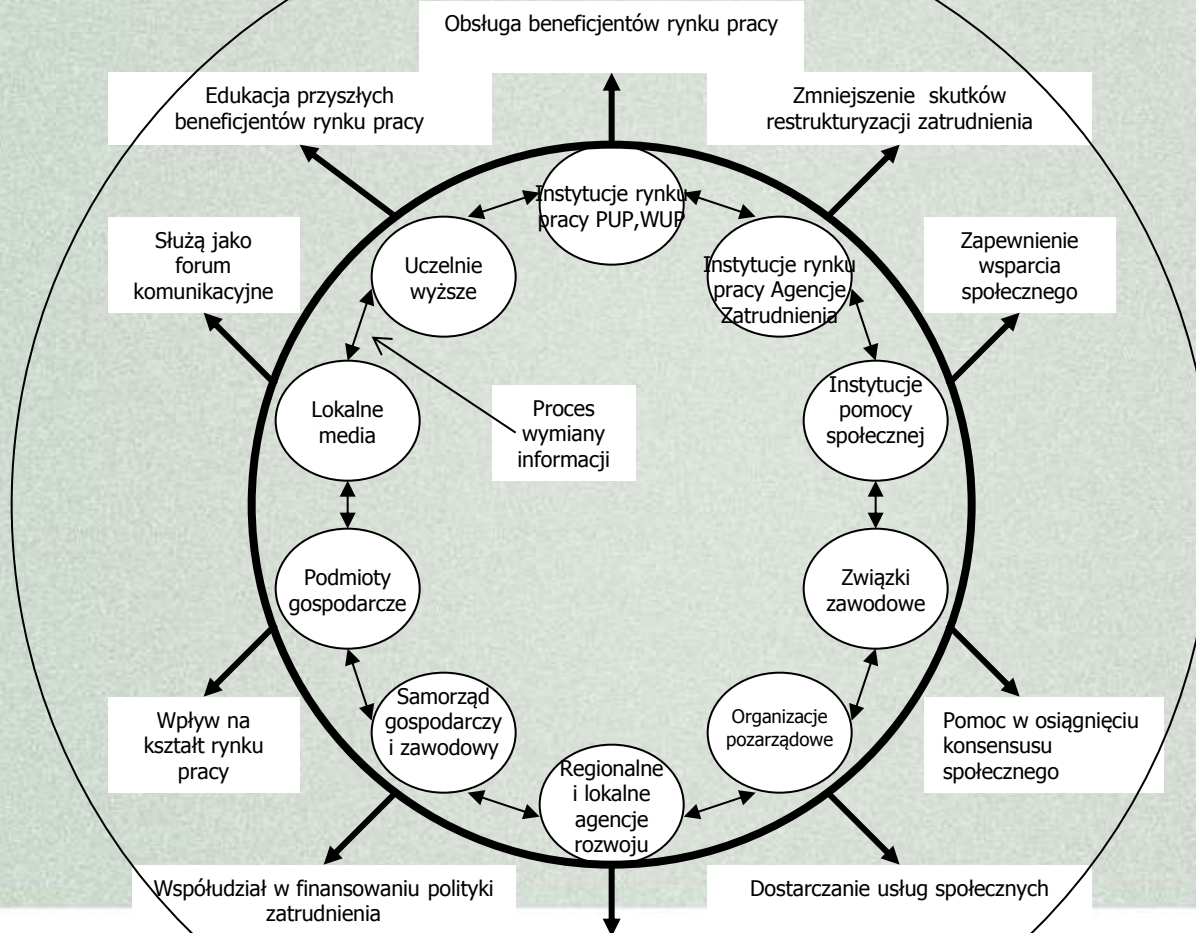 Obsługa beneficjentów rynku pracy
Edukacja przyszłych
beneficjentów rynku pracy
Zmniejszenie skutków
restrukturyzacji zatrudnienia
Instytucje rynku
pracy PUP,WUP
Służą jako
forum
komunikacyjne
Uczelnie
wyższe
Instytucje rynku
pracy Agencje
Zatrudnienia
Zapewnienie
wsparcia
społecznego
Lokalne
media
Proces
wymiany
informacji
Instytucje
pomocy
społecznej
Podmioty
gospodarcze
Związki
zawodowe
Wpływ na
kształt rynku
pracy
Samorząd
gospodarczy
i zawodowy
Regionalne
i lokalne
agencje
rozwoju
Organizacje
pozarządowe
Pomoc w osiągnięciu
konsensusu
społecznego
Współudział w finansowaniu polityki
zatrudnienia
Dostarczanie usług społecznych